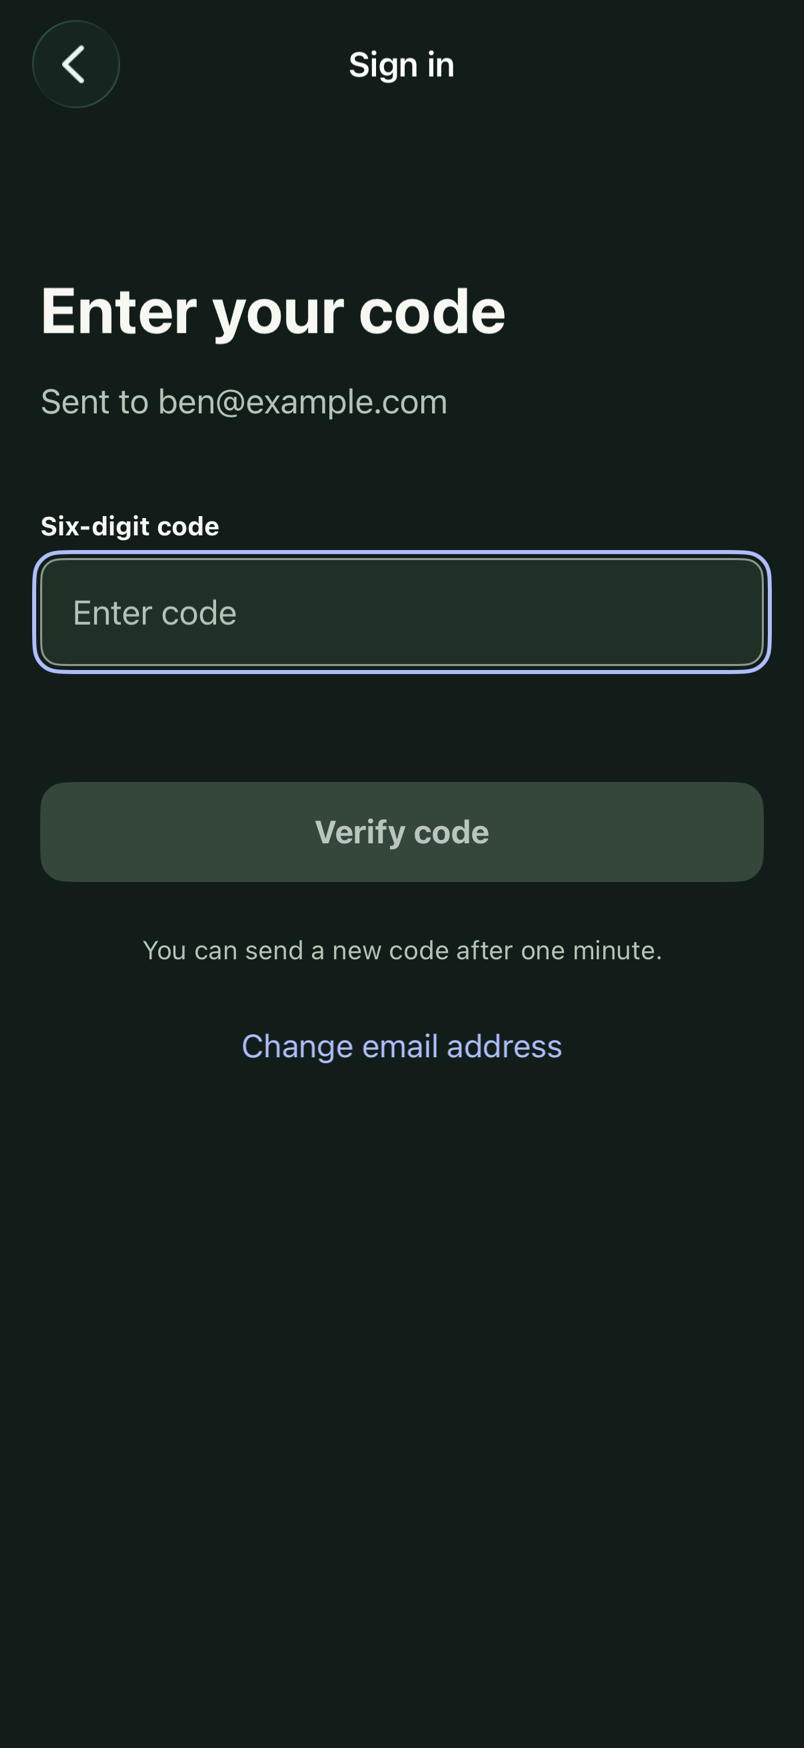 Sign in
Enter your code
Sent to ben@example.com
Six-digit code
Enter code
Verify code
You can send a new code after one minute.
Change email address